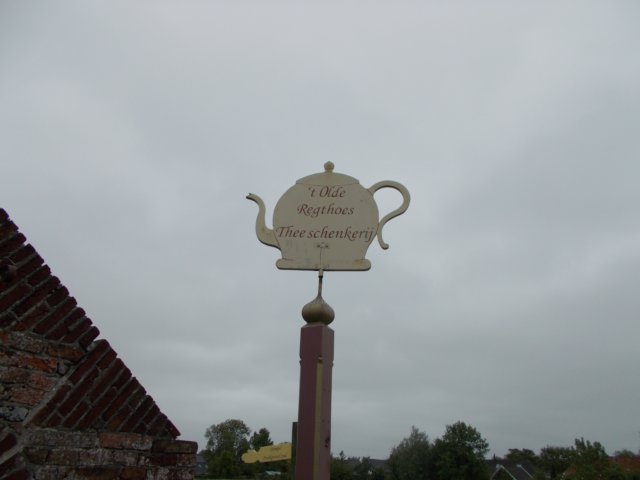 't Olde
Regthoes
Theeschenkerij